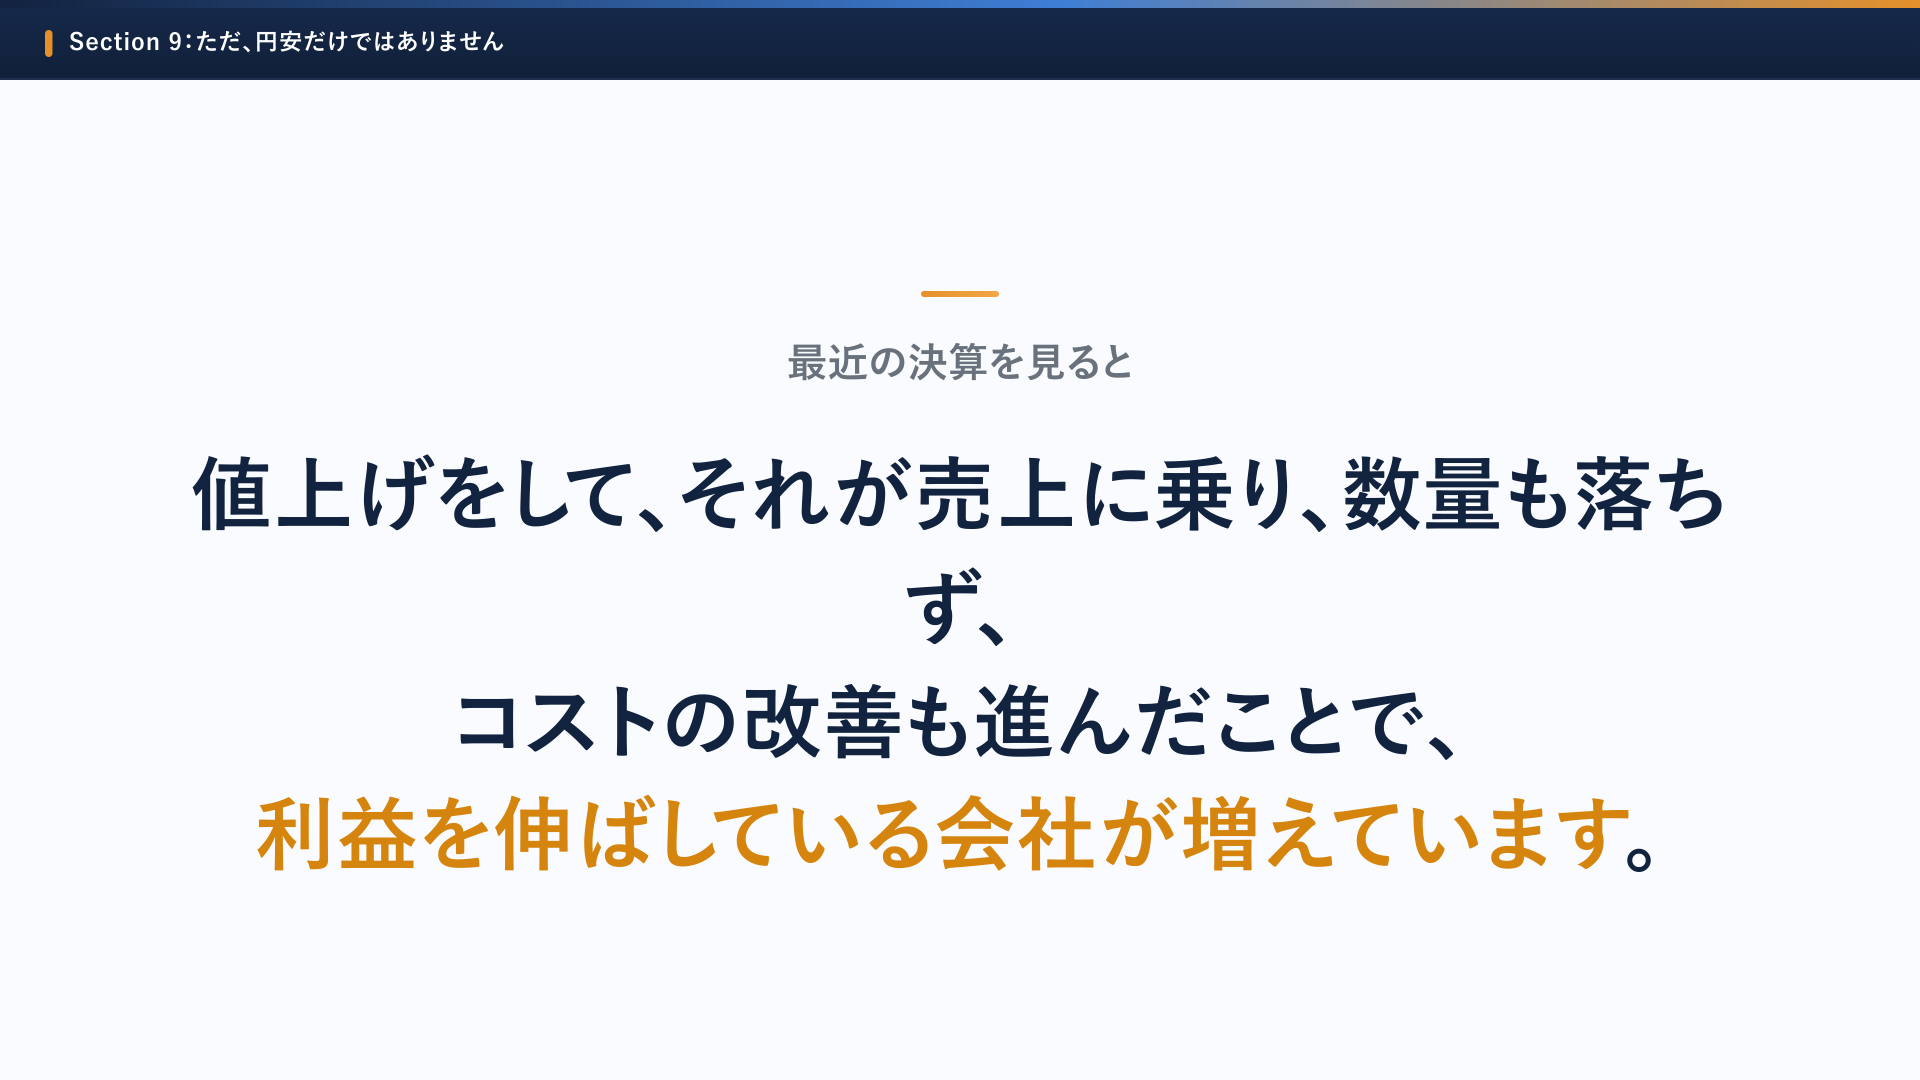 Section 9：ただ、円安だけではありません
最近の決算を見ると
値上げをして、それが売上に乗り、数量も落ち
ず、
コストの改善も進んだことで、
利益を伸ばしている会社が増えています。